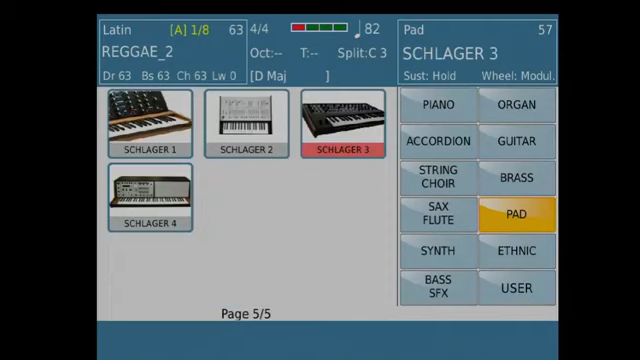 Latin [A] 1/8 63
REGGAE_2
Dr 63 Bs 63 Ch 63 Lw 0
4/4 82
Oct:-- T:-- Split:C 3
[D Maj ]
Pad 57
SCHLAGER 3
Sust: Hold Wheel: Modul.
SCHLAGER 1
SCHLAGER 2
SCHLAGER 3
SCHLAGER 4
Page 5/5
PIANO
ORGAN
ACCORDION
GUITAR
STRING
CHOIR
BRASS
SAX
FLUTE
PAD
SYNTH
ETHNIC
BASS
SFX
USER